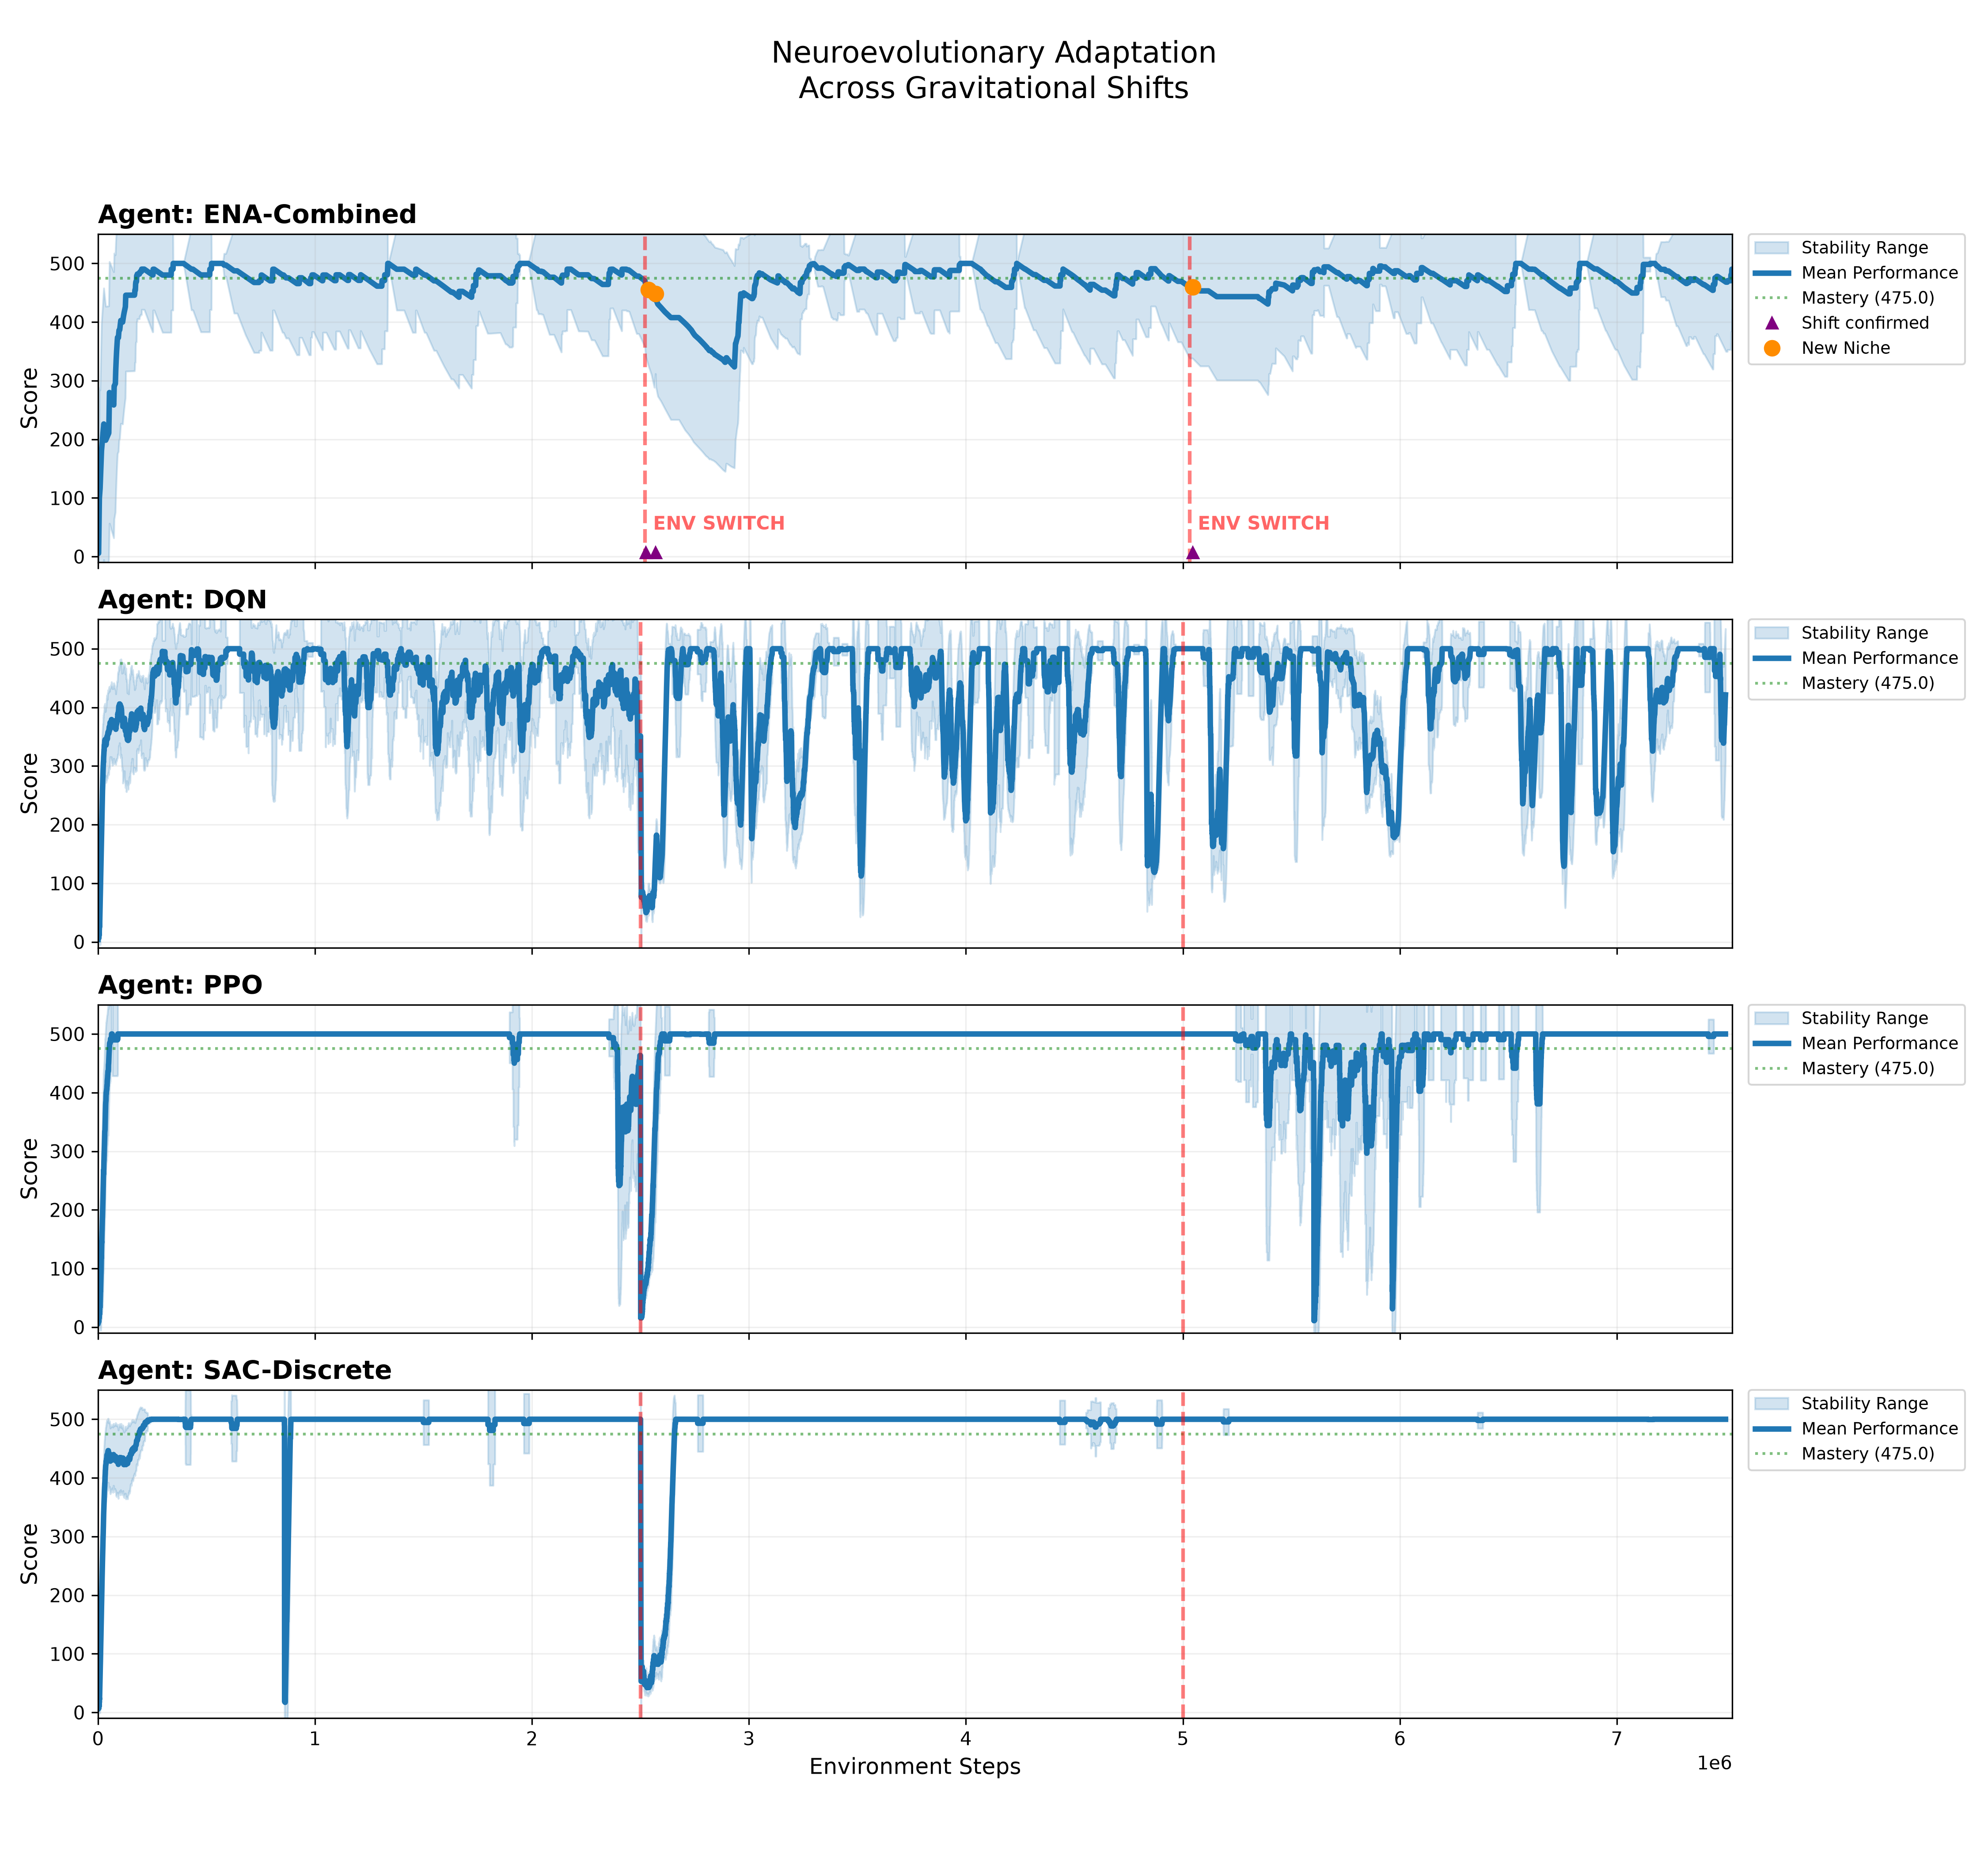 Neuroevolutionary Adaptation
Across Gravitational Shifts
Agent: ENA-Combined
Score
500
400
300
200
100
0
ENV SWITCH
ENV SWITCH
Stability Range
Mean Performance
Mastery (475.0)
Shift confirmed
New Niche
Agent: DQN
Score
500
400
300
200
100
0
Stability Range
Mean Performance
Mastery (475.0)
Agent: PPO
Score
500
400
300
200
100
0
Stability Range
Mean Performance
Mastery (475.0)
Agent: SAC-Discrete
Score
500
400
300
200
100
0
Stability Range
Mean Performance
Mastery (475.0)
0 1 2 3 4 5 6 7
1e6
Environment Steps